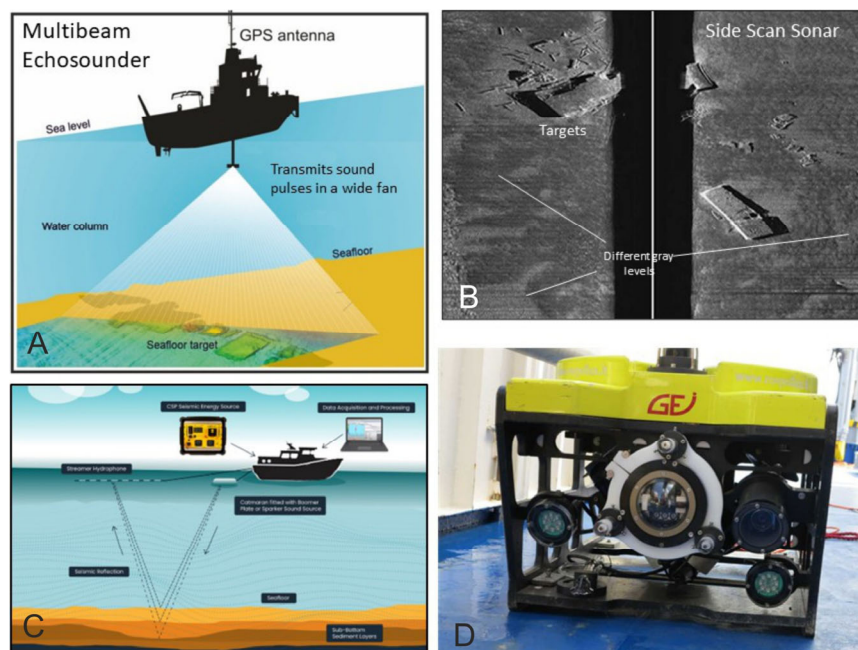 Multibeam
Echosounder
GPS antenna
Sea level
Transmits sound
pulses in a wide fan
Water column
Seafloor
Seafloor target
A
Side Scan Sonar
Targets
Different gray
levels
B
CSP Seismic Energy Source
Data Acquisition and Processing
Streamer Hydrophone
Catmaran fitted with Boomer
Plate or Sparker Sound Source
Seismic Reflection
Seafloor
Sub-Bottom
Sediment Layers
C
GEI
D